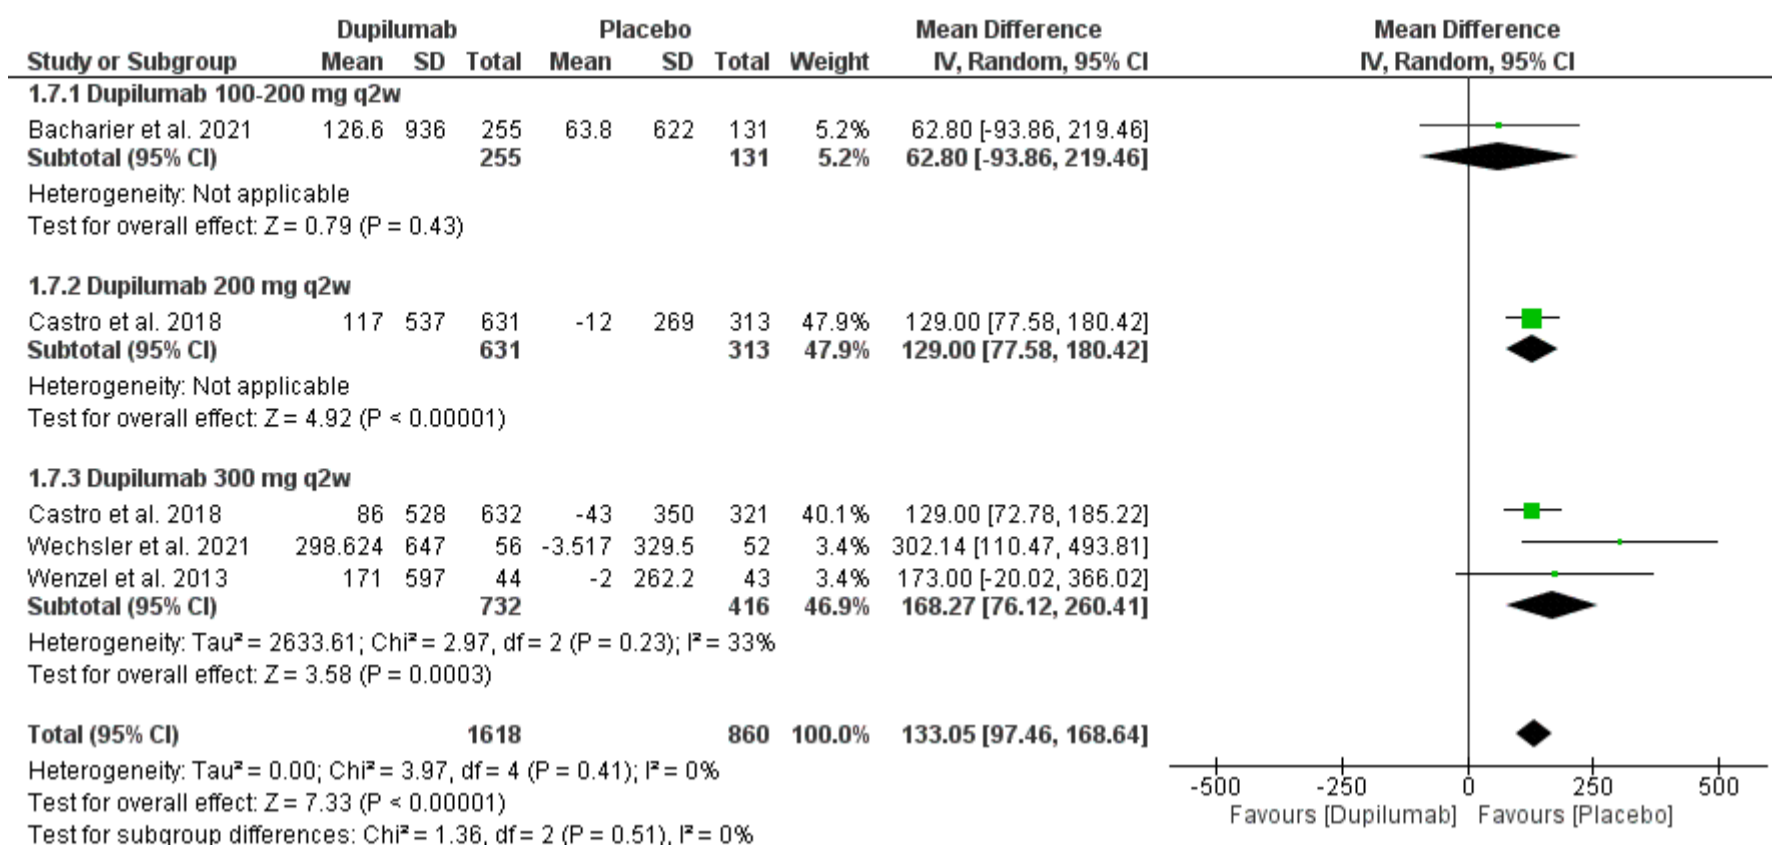 Dupilumab Placebo Mean Difference Mean Difference
Study or Subgroup Mean SD Total Mean SD Total Weight IV, Random, 95% CI IV, Random, 95% CI
1.7.1 Dupilumab 100-200 mg q2w
Bacharier et al. 2021 126.6 936 255 63.8 622 131 5.2% 62.80 [-93.86, 219.46]
Subtotal (95% CI) 255 131 5.2% 62.80 [-93.86, 219.46]
Heterogeneity: Not applicable
Test for overall effect: Z = 0.79 (P = 0.43)
1.7.2 Dupilumab 200 mg q2w
Castro et al. 2018 117 537 631 -12 269 313 47.9% 129.00 [77.58, 180.42]
Subtotal (95% CI) 631 313 47.9% 129.00 [77.58, 180.42]
Heterogeneity: Not applicable
Test for overall effect: Z = 4.92 (P < 0.00001)
1.7.3 Dupilumab 300 mg q2w
Castro et al. 2018 86 528 632 -43 350 321 40.1% 129.00 [72.78, 185.22]
Wechsler et al. 2021 298.624 647 56 -3.517 329.5 52 3.4% 302.14 [110.47, 493.81]
Wenzel et al. 2013 171 597 44 -2 262.2 43 3.4% 173.00 [-20.02, 366.02]
Subtotal (95% CI) 732 416 46.9% 168.27 [76.12, 260.41]
Heterogeneity: Tau² = 2633.61; Chi² = 2.97, df = 2 (P = 0.23); I² = 33%
Test for overall effect: Z = 3.58 (P = 0.0003)
Total (95% CI) 1618 860 100.0% 133.05 [97.46, 168.64]
Heterogeneity: Tau² = 0.00; Chi² = 3.97, df = 4 (P = 0.41); I² = 0%
Test for overall effect: Z = 7.33 (P < 0.00001)
Test for subgroup differences: Chi² = 1.36, df = 2 (P = 0.51), I² = 0%
-500 -250 0 250 500
Favours [Dupilumab] Favours [Placebo]